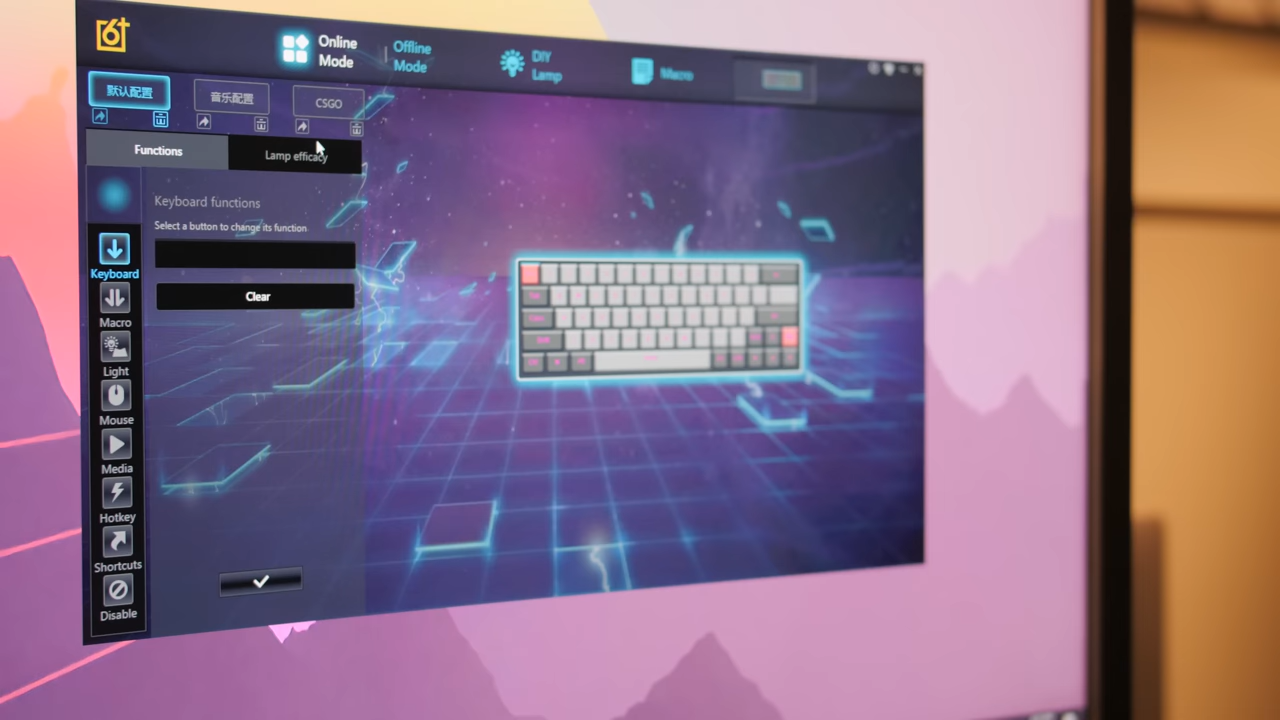 Online
Mode
Offline
Mode
DIY
Lamp
Macro
默认配置
音乐配置
CSGO
Functions
Lamp efficacy
Keyboard functions
Select a button to change its function
Clear
Keyboard
Macro
Light
Mouse
Media
Hotkey
Shortcuts
Disable